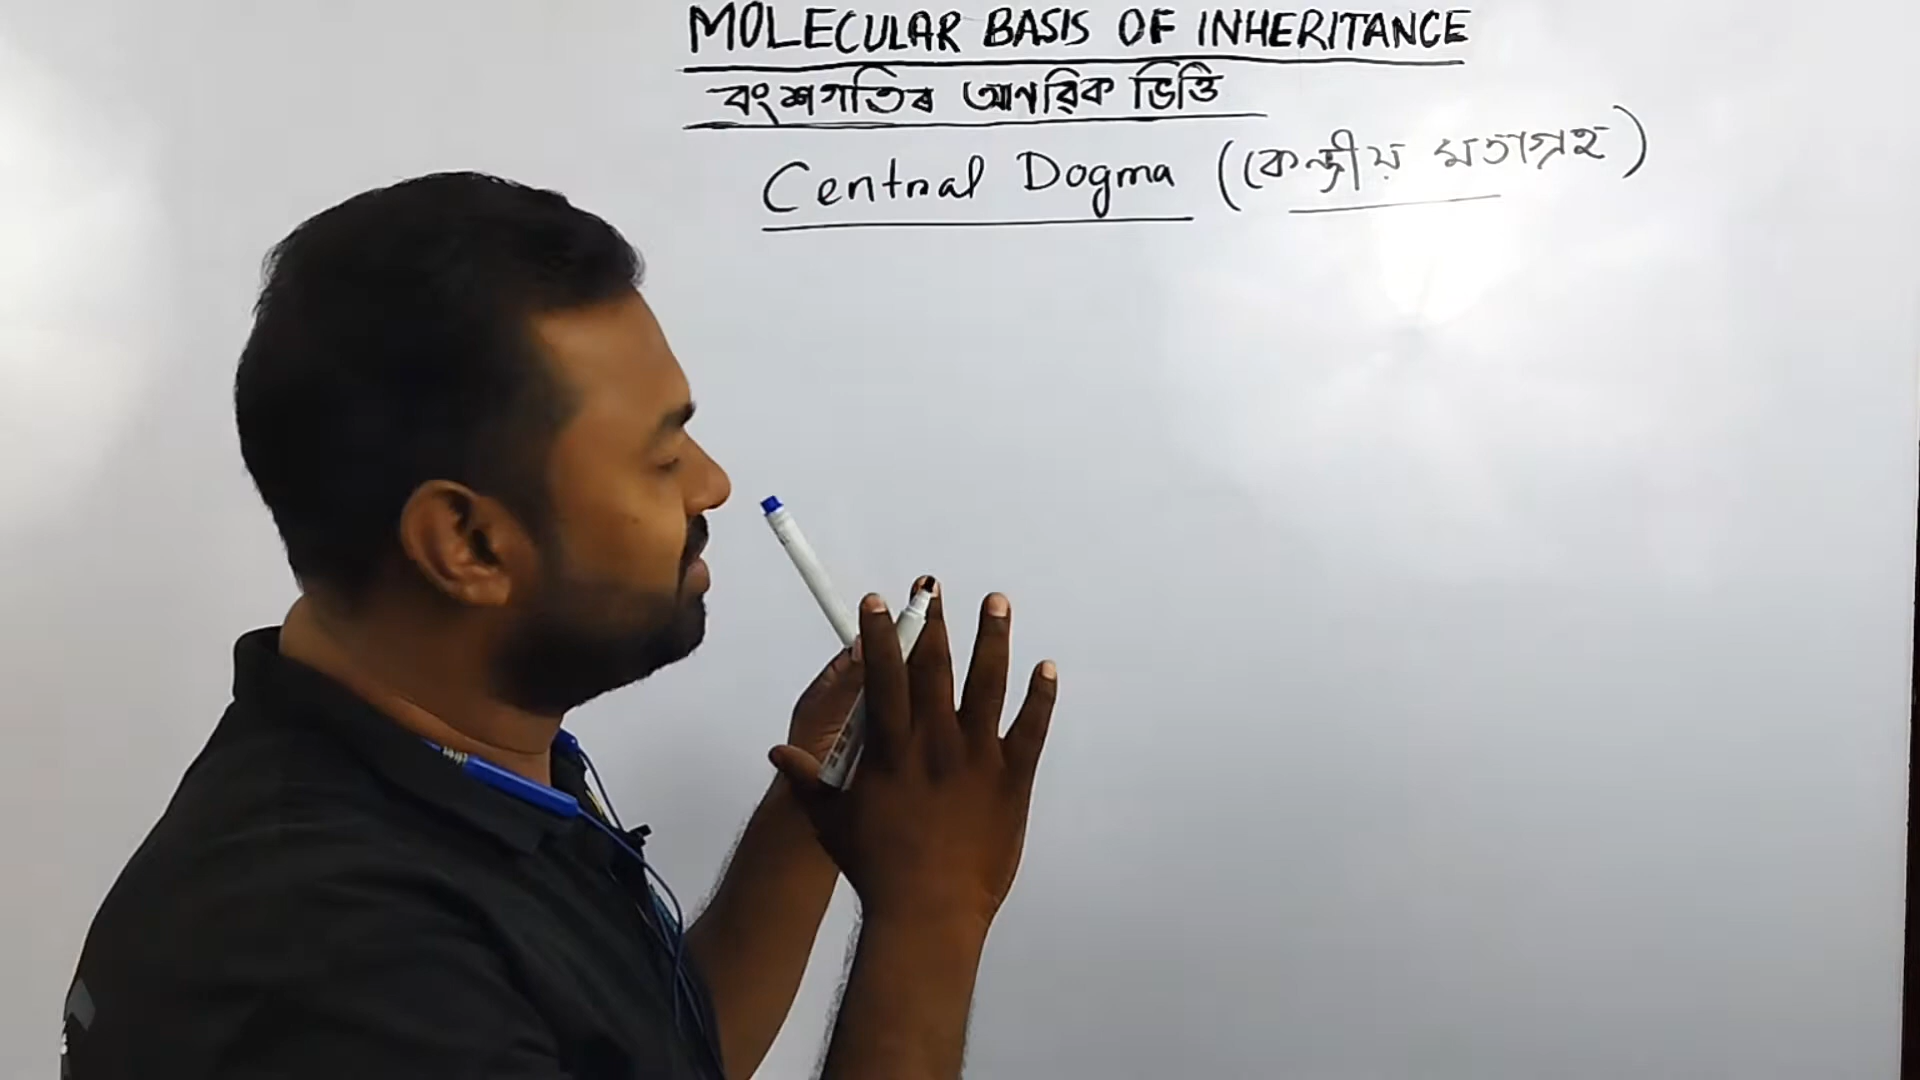 MOLECULAR BASIS OF INHERITANCE
বংশগতিৰ আণৱিক ভিত্তি
Central Dogma (কেন্দ্ৰীয় মতাগ্ৰহ)